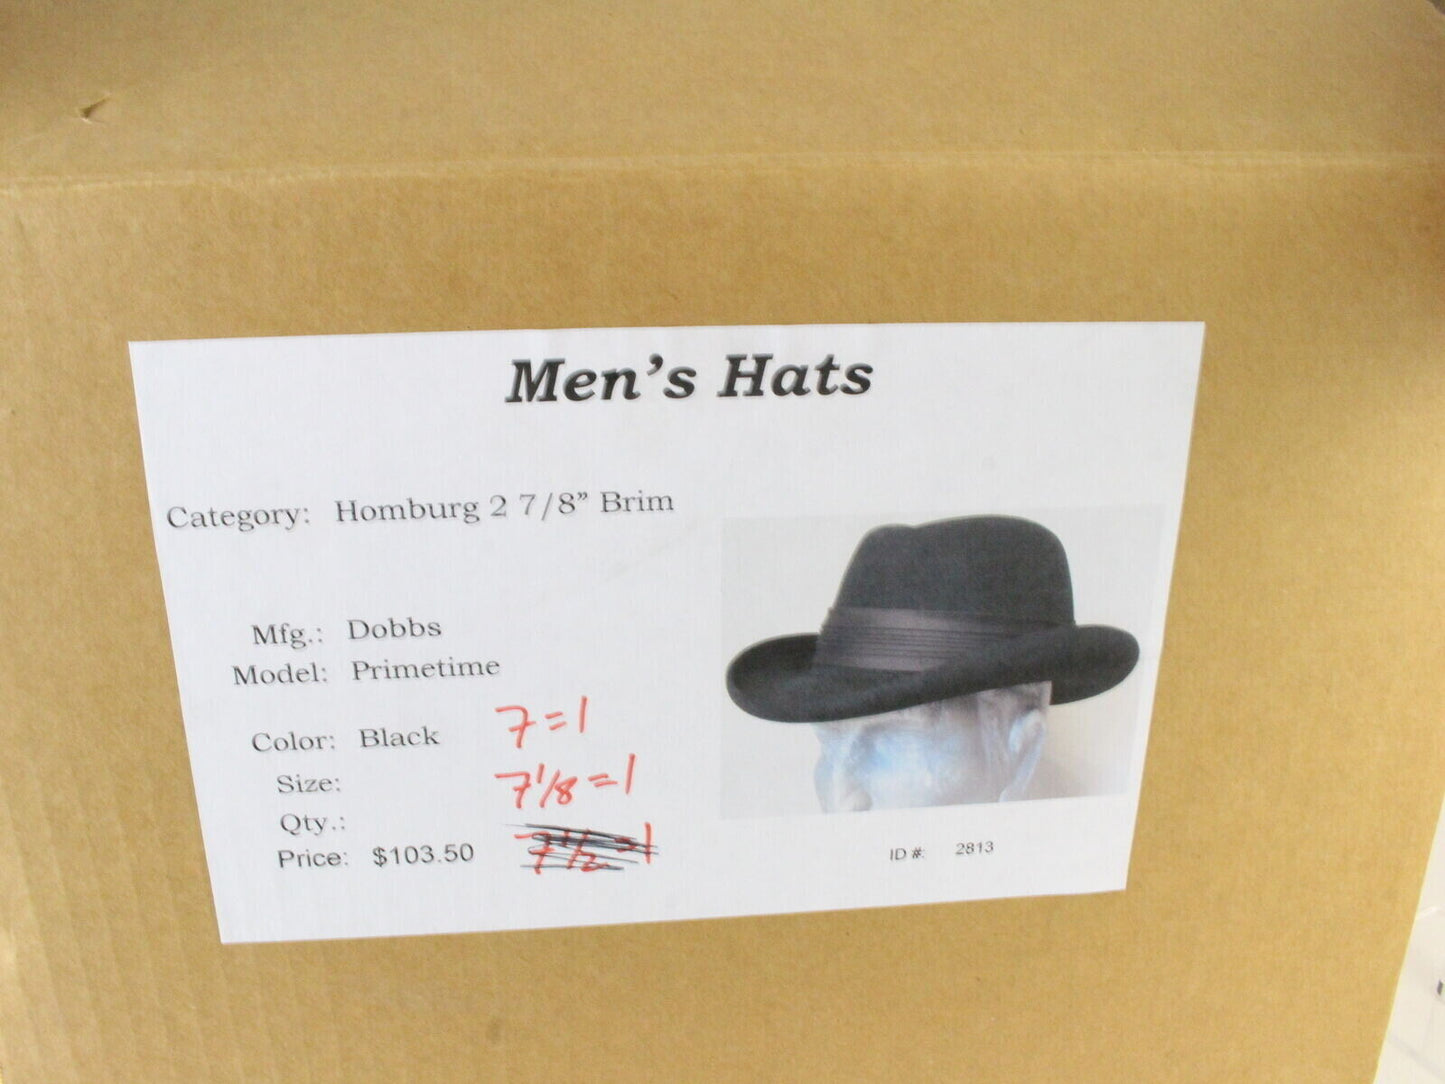 Men's Hats
Category: Homburg 2 7/8" Brim
Mfg.: Dobbs
Model: Primetime
Color: Black
7=1
Size:
7 1/8=1
Qty.:
Price: $103.50
7 1/2=1
ID #: 2813